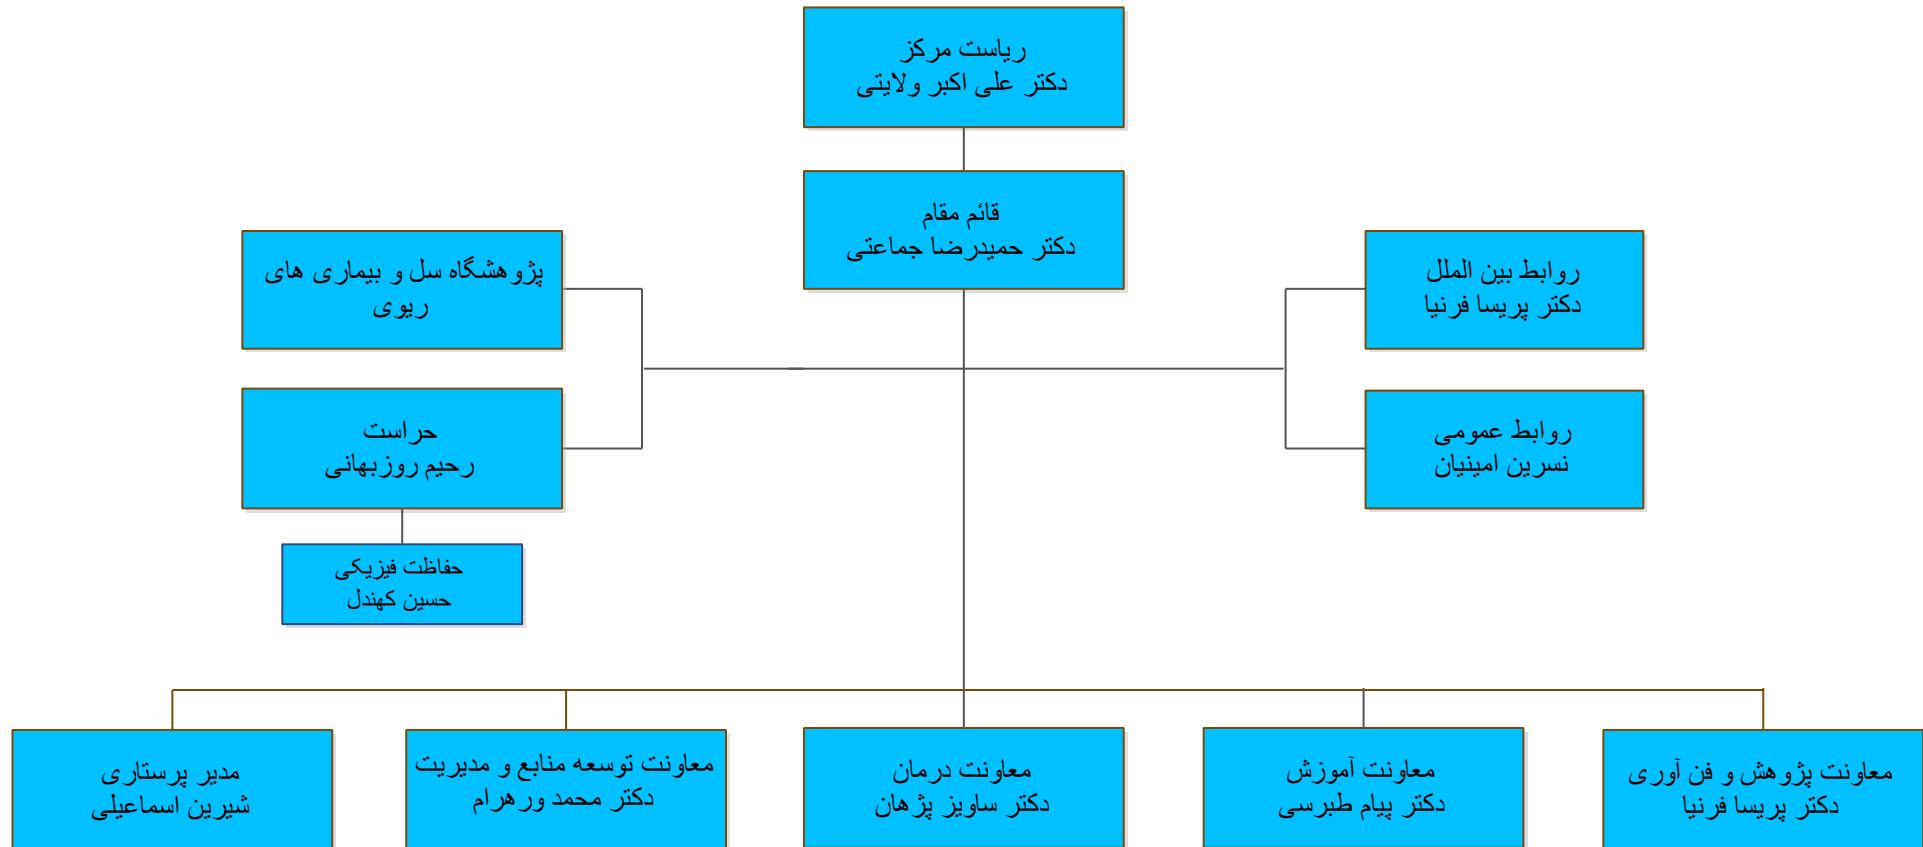 ریاست مرکز
دکتر علی اکبر ولایتی
قائم مقام
دکتر حمیدرضا جماعتی
روابط بین الملل
دکتر پریسا فرنیا
پژوهشگاه سل و بیماری های
ریوی
روابط عمومی
نسرین امینیان
حراست
رحیم روزبهانی
حفاظت فیزیکی
حسین کهندل
معاونت پژوهش و فن آوری
دکتر پریسا فرنیا
معاونت آموزش
دکتر پیام طبرسی
معاونت درمان
دکتر ساویز پژهان
معاونت توسعه منابع و مدیریت
دکتر محمد ورهرام
مدیر پرستاری
شیرین اسماعیلی